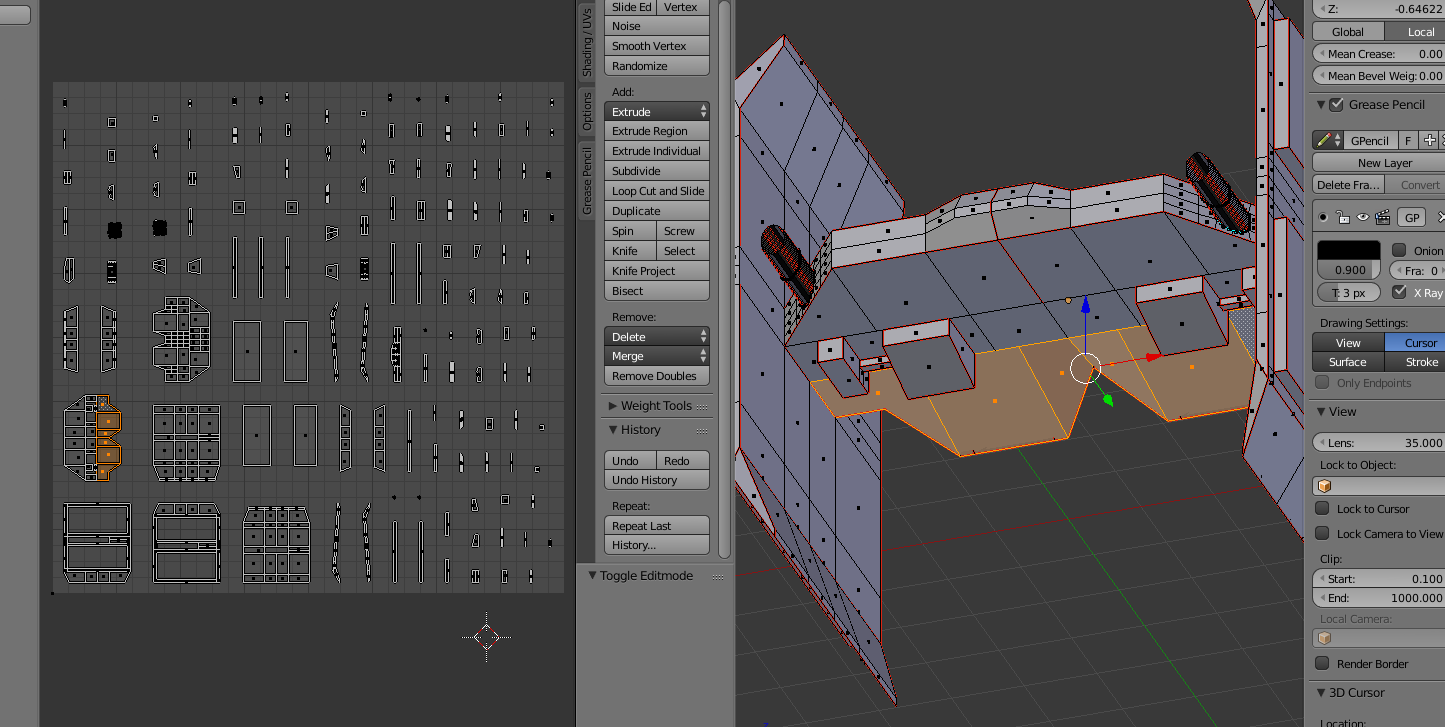 Slide Ed Vertex
Noise
Smooth Vertex
Randomize
Add:
Extrude
Extrude Region
Extrude Individual
Subdivide
Loop Cut and Slide
Duplicate
Spin Screw
Knife Select
Knife Project
Bisect
Remove:
Delete
Merge
Remove Doubles
Weight Tools
History
Undo Redo
Undo History
Repeat:
Repeat Last
History...
Toggle Editmode
Shading / UVs
Options
Grease Pencil
Z: -0.64622
Global Local
Mean Crease: 0.00
Mean Bevel Weig: 0.00
Grease Pencil
GPencil F
New Layer
Delete Fra... Convert
GP
Onion
0.900 Fra: 0
T: 3 px X Ray
Drawing Settings:
View Cursor
Surface Stroke
Only Endpoints
View
Lens: 35.000
Lock to Object:
Lock to Cursor
Lock Camera to View
Clip:
Start: 0.100
End: 1000.000
Local Camera:
Render Border
3D Cursor
Location: